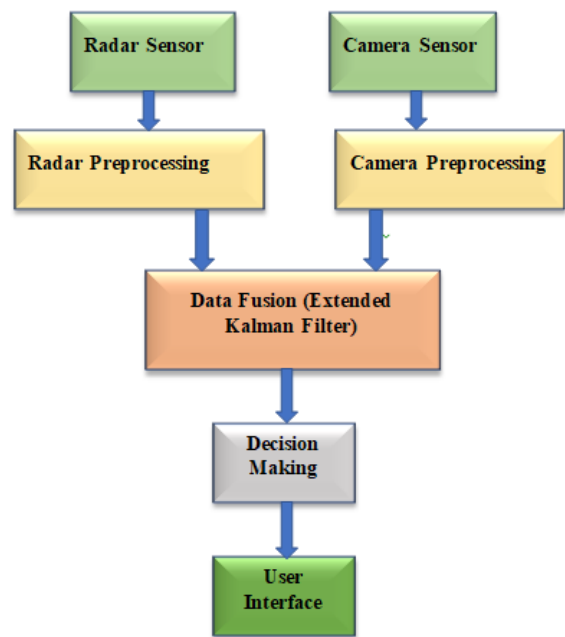 Radar Sensor
Camera Sensor
Radar Preprocessing
Camera Preprocessing
Data Fusion (Extended
Kalman Filter)
Decision
Making
User
Interface